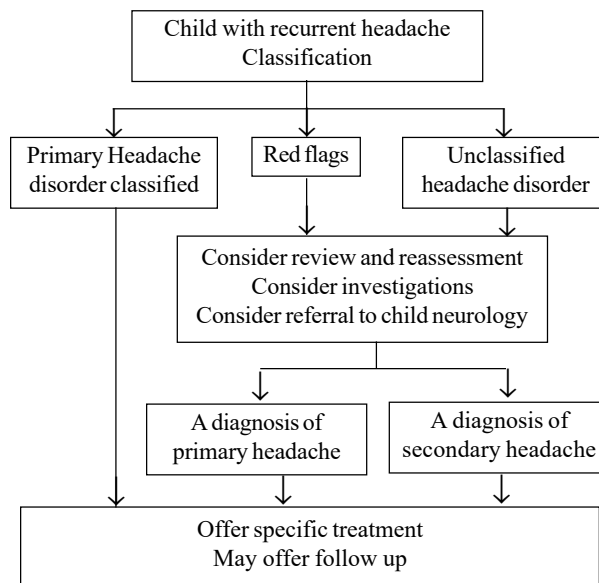 Child with recurrent headache
Classification
Primary Headache
disorder classified
Red flags
Unclassified
headache disorder
Consider review and reassessment
Consider investigations
Consider referral to child neurology
A diagnosis of
primary headache
A diagnosis of
secondary headache
Offer specific treatment
May offer follow up